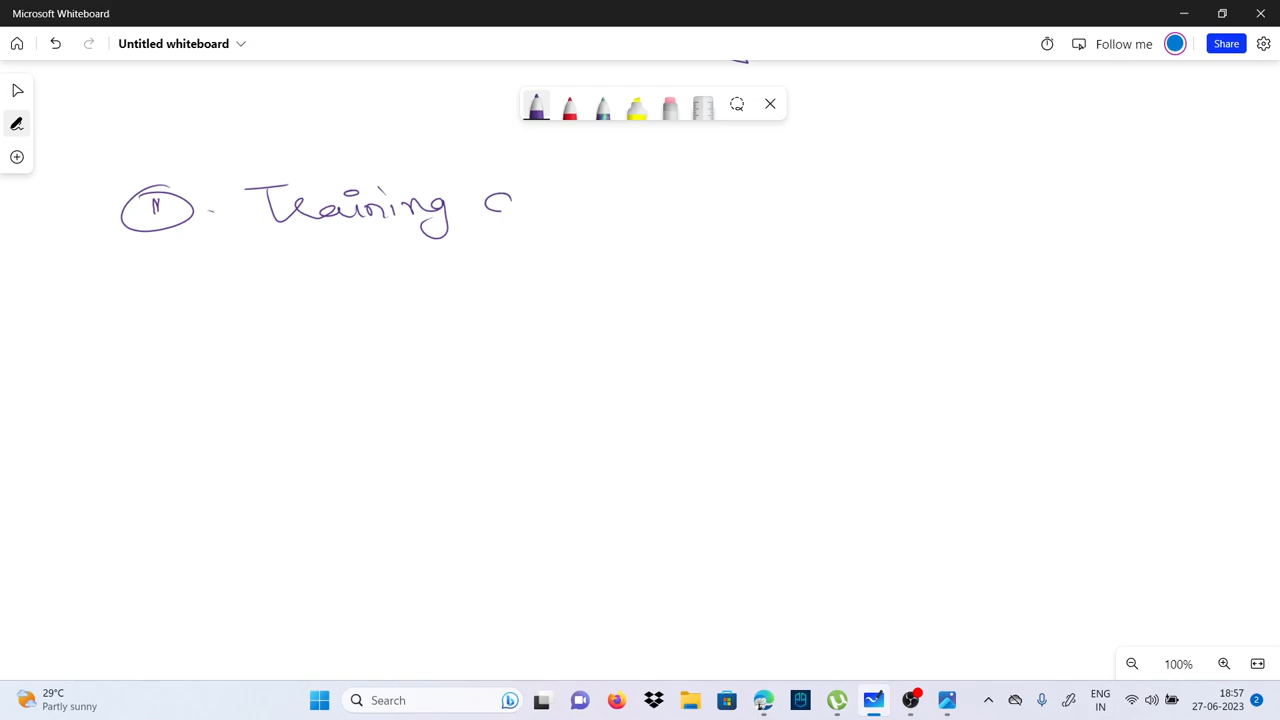 Microsoft Whiteboard
Untitled whiteboard
Follow me
Share
Training
100%
29°C
Partly sunny
Search
ENG
IN
18:57
27-06-2023
2